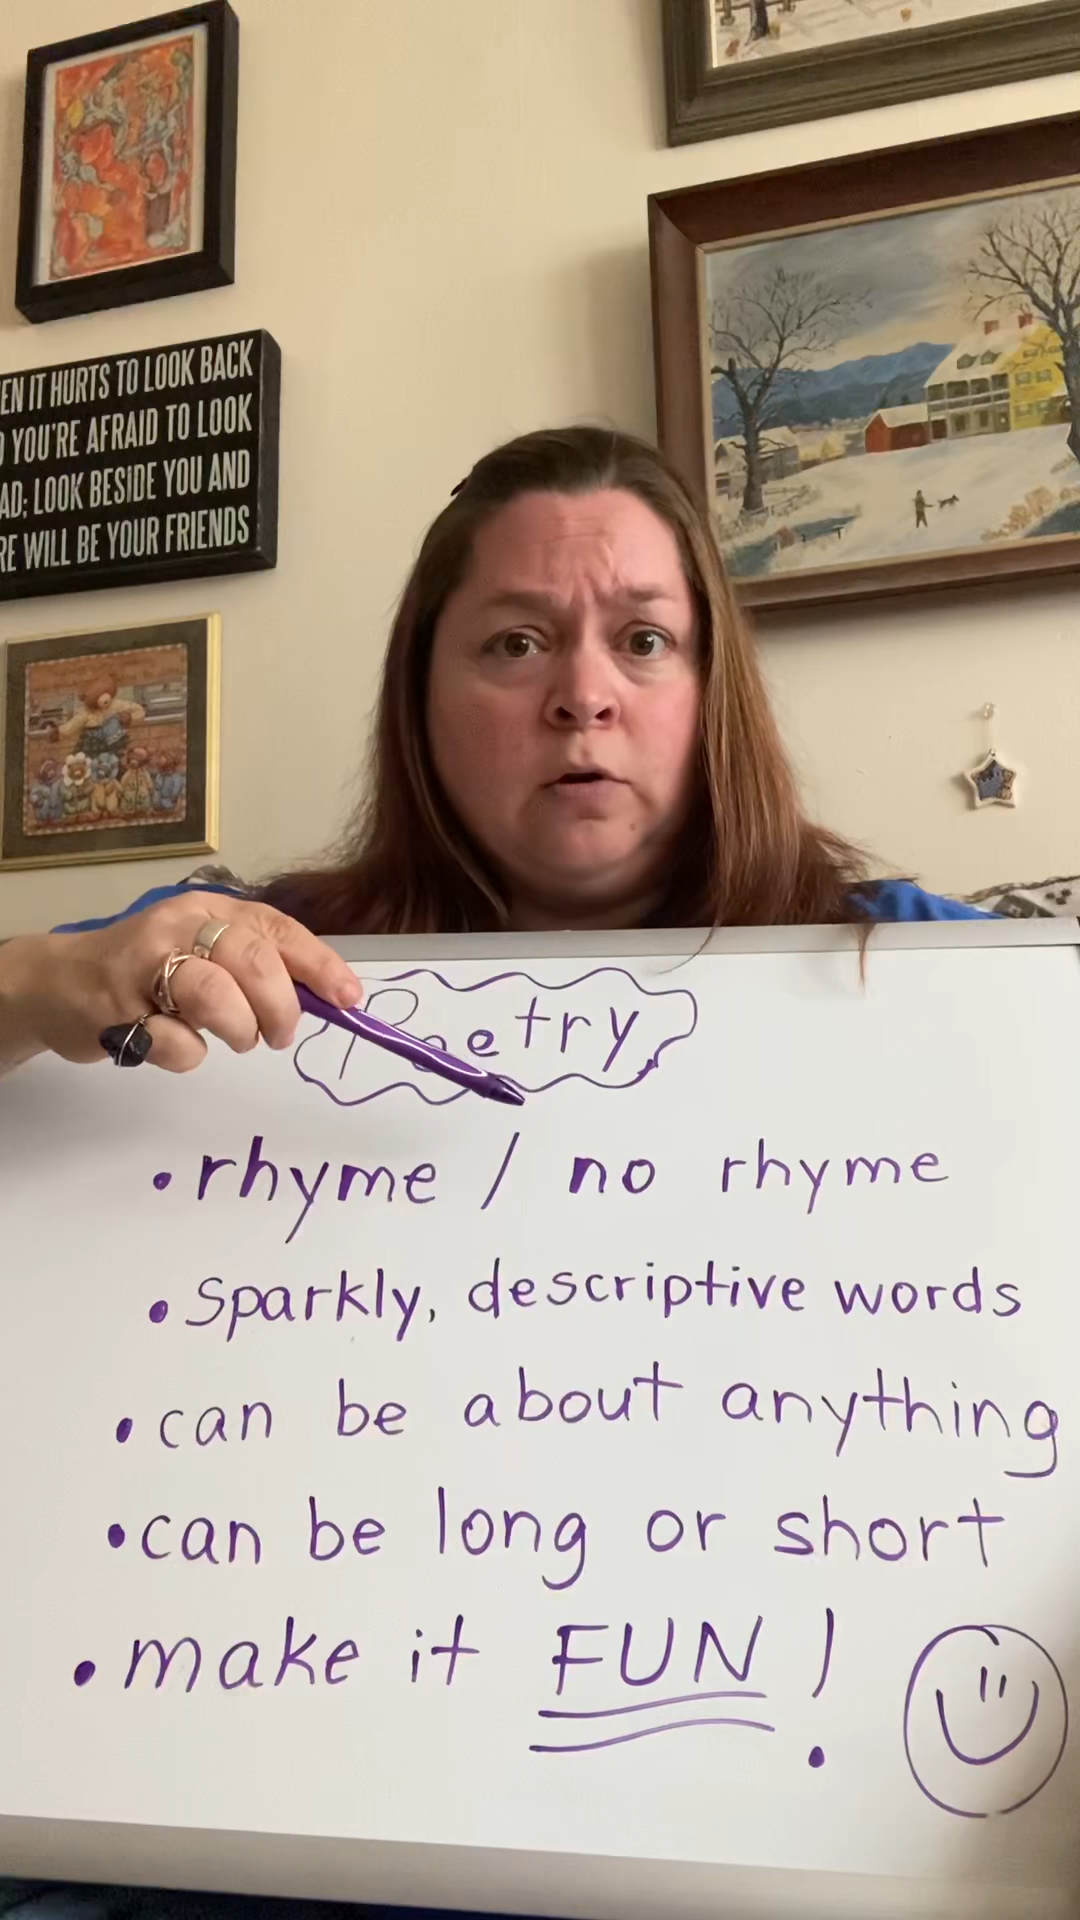 EN IT HURTS TO LOOK BACK
YOU'RE AFRAID TO LOOK
AD; LOOK BESIDE YOU AND
RE WILL BE YOUR FRIENDS
Poetry
• rhyme / no rhyme
• Sparkly, descriptive words
• can be about anything
• can be long or short
• make it FUN!